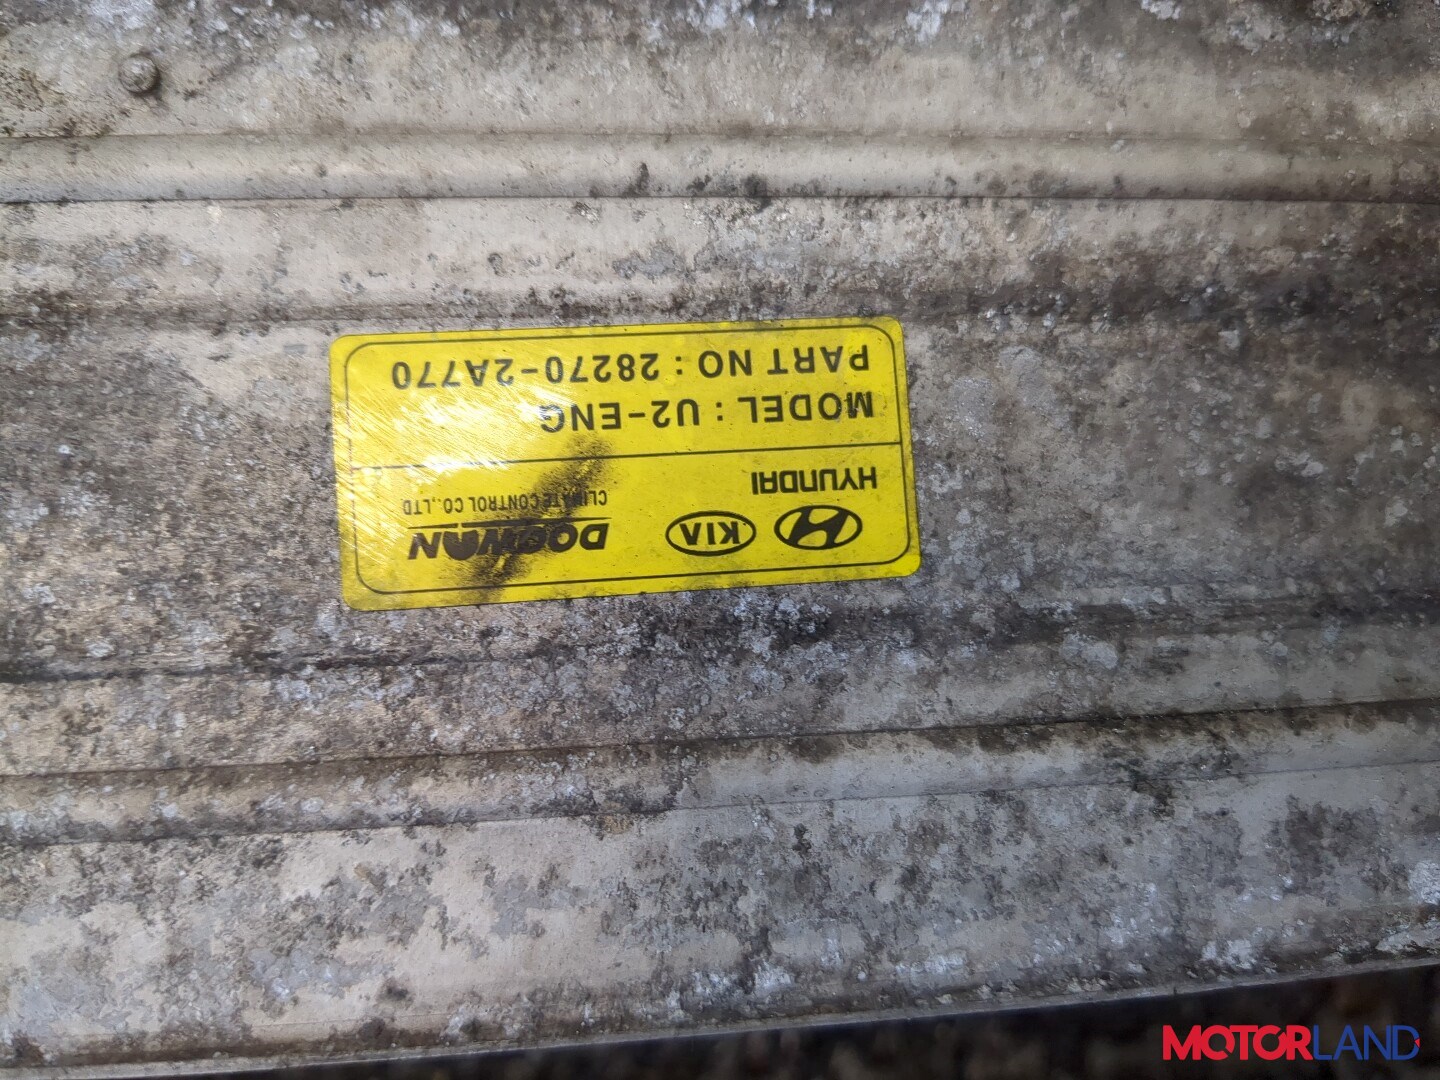 HYUNDAI
KIA
DOOWON
CLIMATE CONTROL CO.,LTD
MODEL : U2-ENG
PART NO : 28270-2A770
MOTORLAND